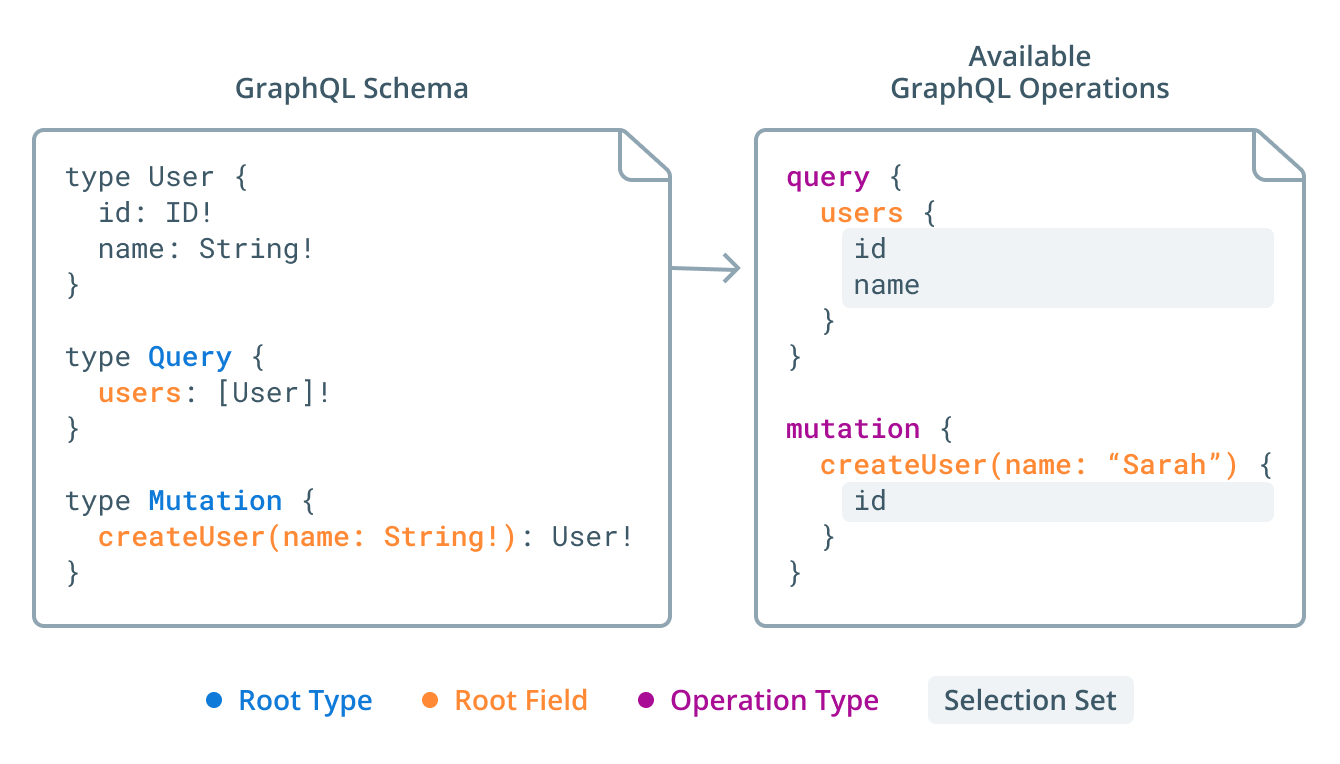 GraphQL Schema
type User {
  id: ID!
  name: String!
}
type Query {
  users: [User]!
}
type Mutation {
  createUser(name: String!): User!
}
Available
GraphQL Operations
query {
  users {
    id
    name
  }
}
mutation {
  createUser(name: “Sarah”) {
    id
  }
}
Root Type
Root Field
Operation Type
Selection Set